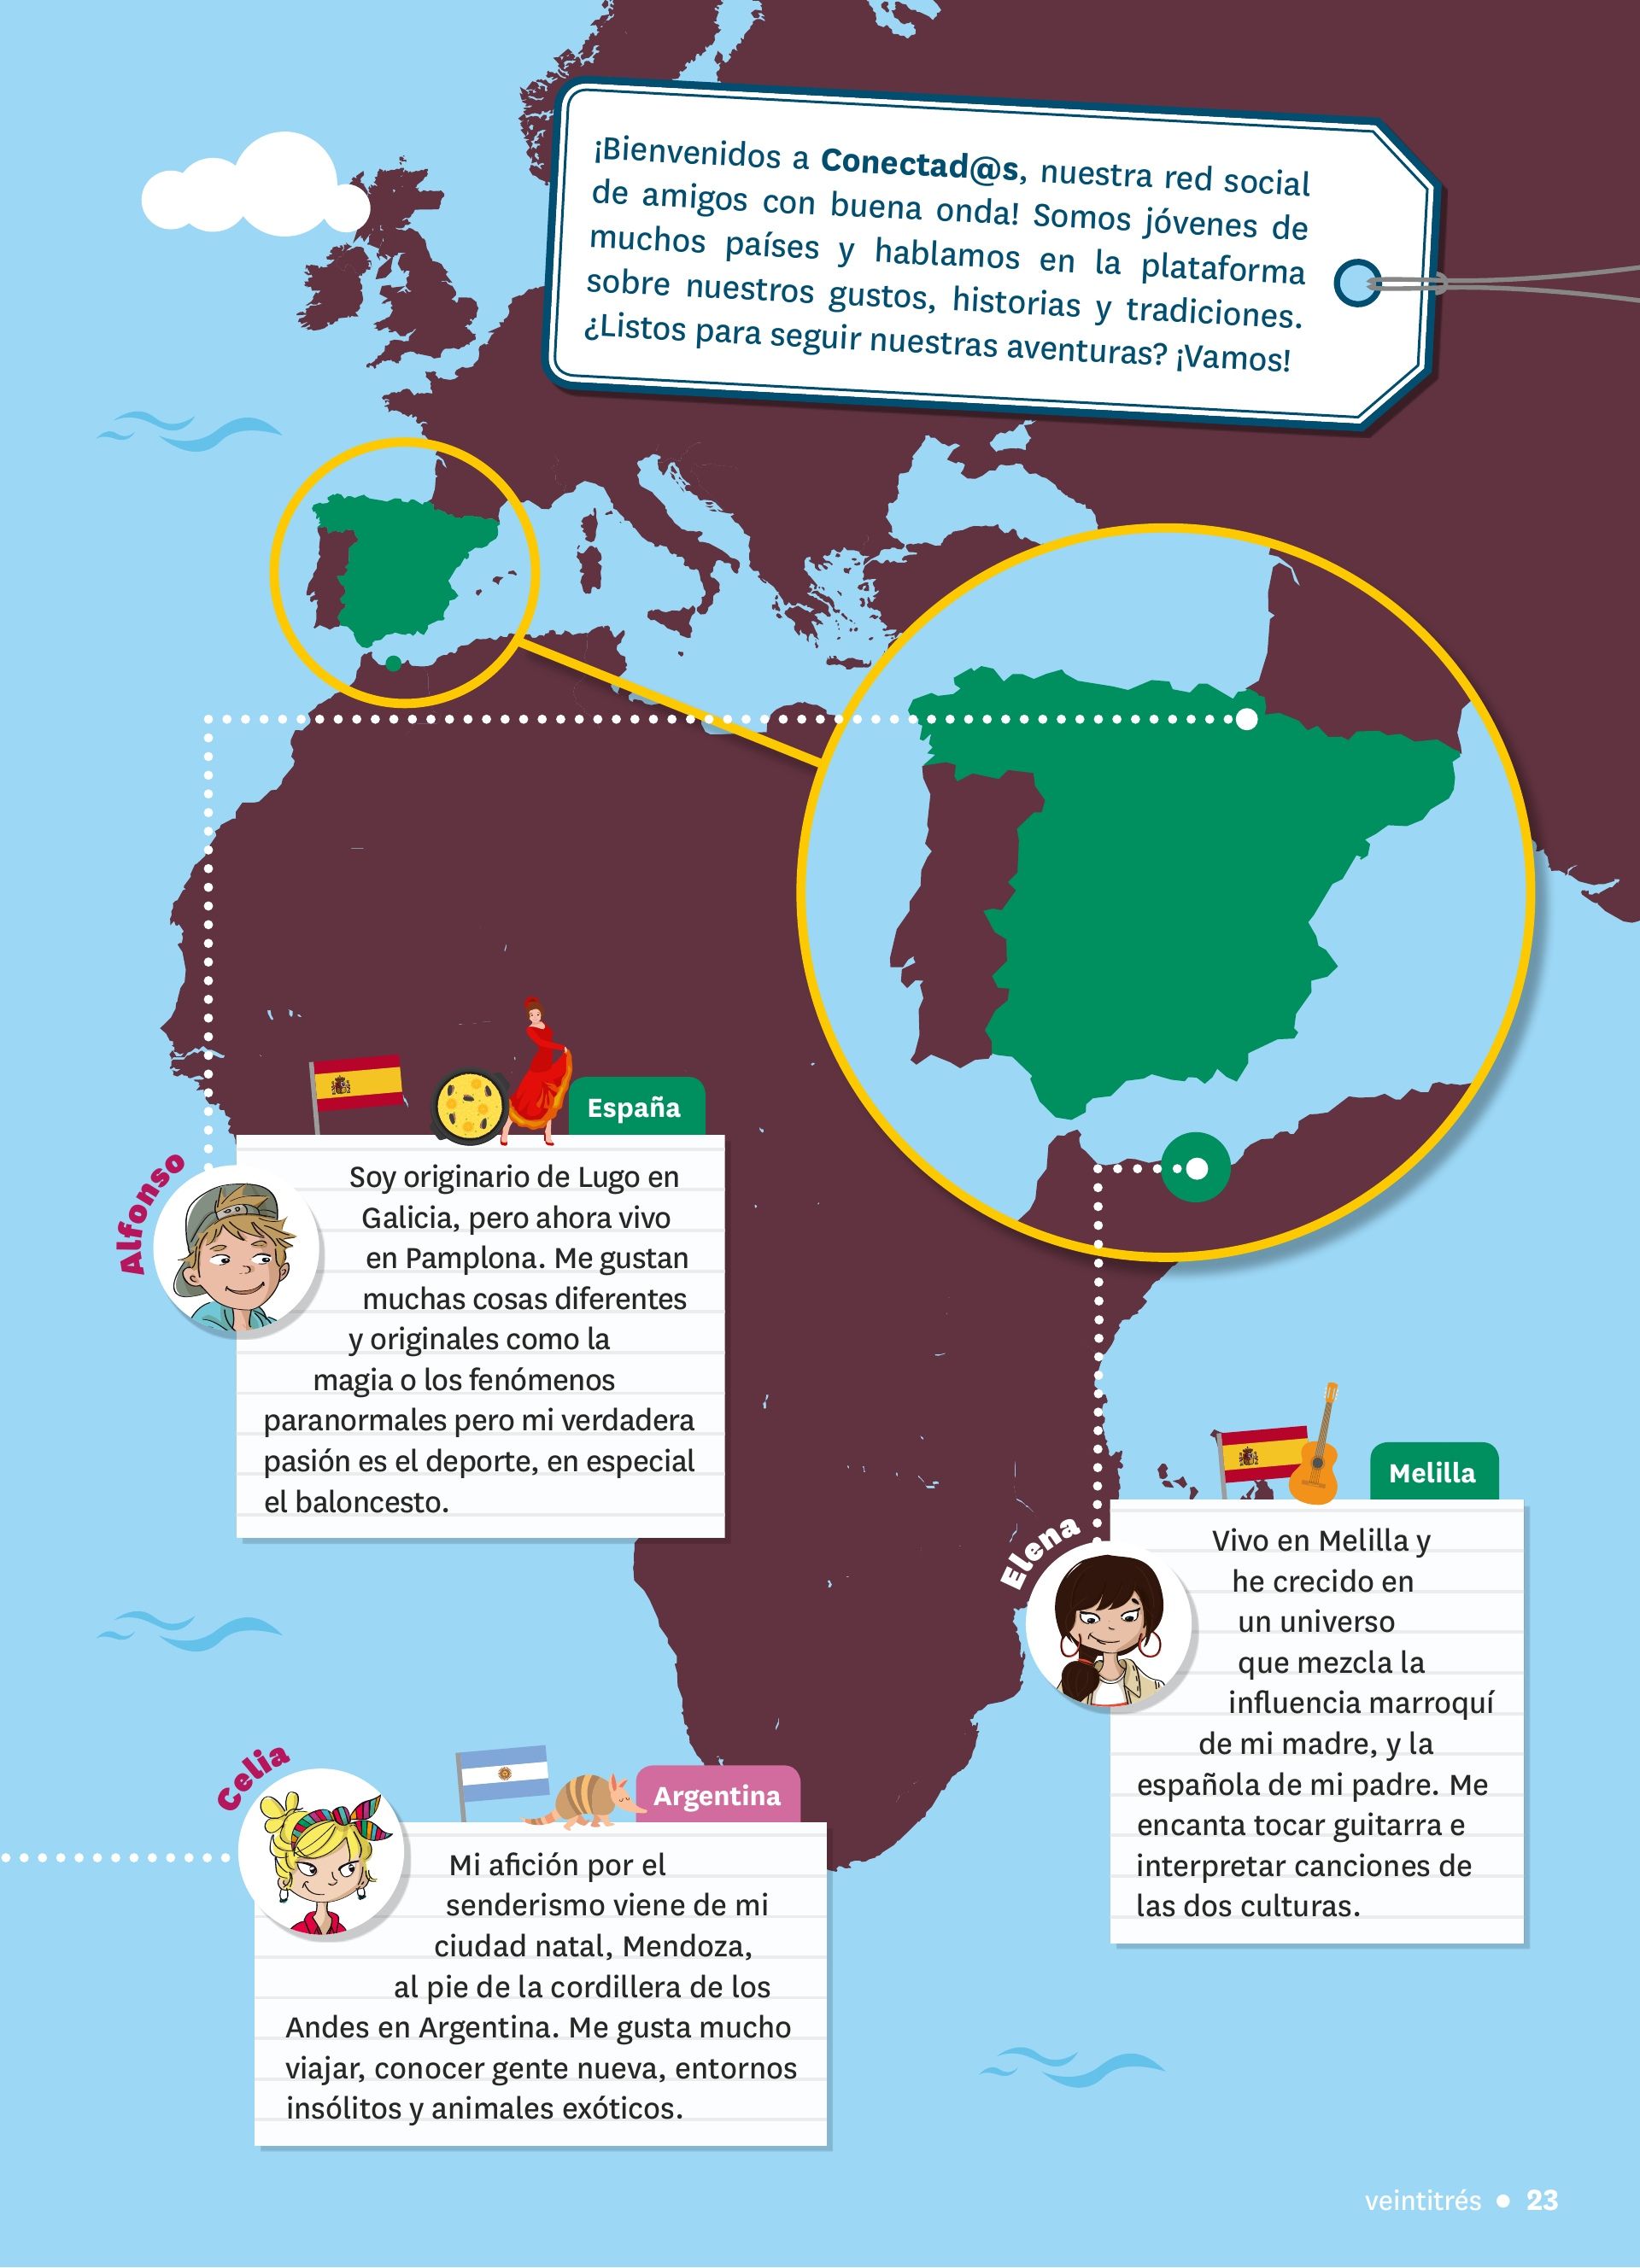 ¡Bienvenidos a Conectad@s, nuestra red social
de amigos con buena onda! Somos jóvenes de
muchos países y hablamos en la plataforma
sobre nuestros gustos, historias y tradiciones.
¿Listos para seguir nuestras aventuras? ¡Vamos!
España
Alfonso
Soy originario de Lugo en
Galicia, pero ahora vivo
en Pamplona. Me gustan
muchas cosas diferentes
y originales como la
magia o los fenómenos
paranormales pero mi verdadera
pasión es el deporte, en especial
el baloncesto.
Melilla
Elena
Vivo en Melilla y
he crecido en
un universo
que mezcla la
influencia marroquí
de mi madre, y la
española de mi padre. Me
encanta tocar guitarra e
interpretar canciones de
las dos culturas.
Argentina
Celia
Mi afición por el
senderismo viene de mi
ciudad natal, Mendoza,
al pie de la cordillera de los
Andes en Argentina. Me gusta mucho
viajar, conocer gente nueva, entornos
insólitos y animales exóticos.
veintitrés • 23